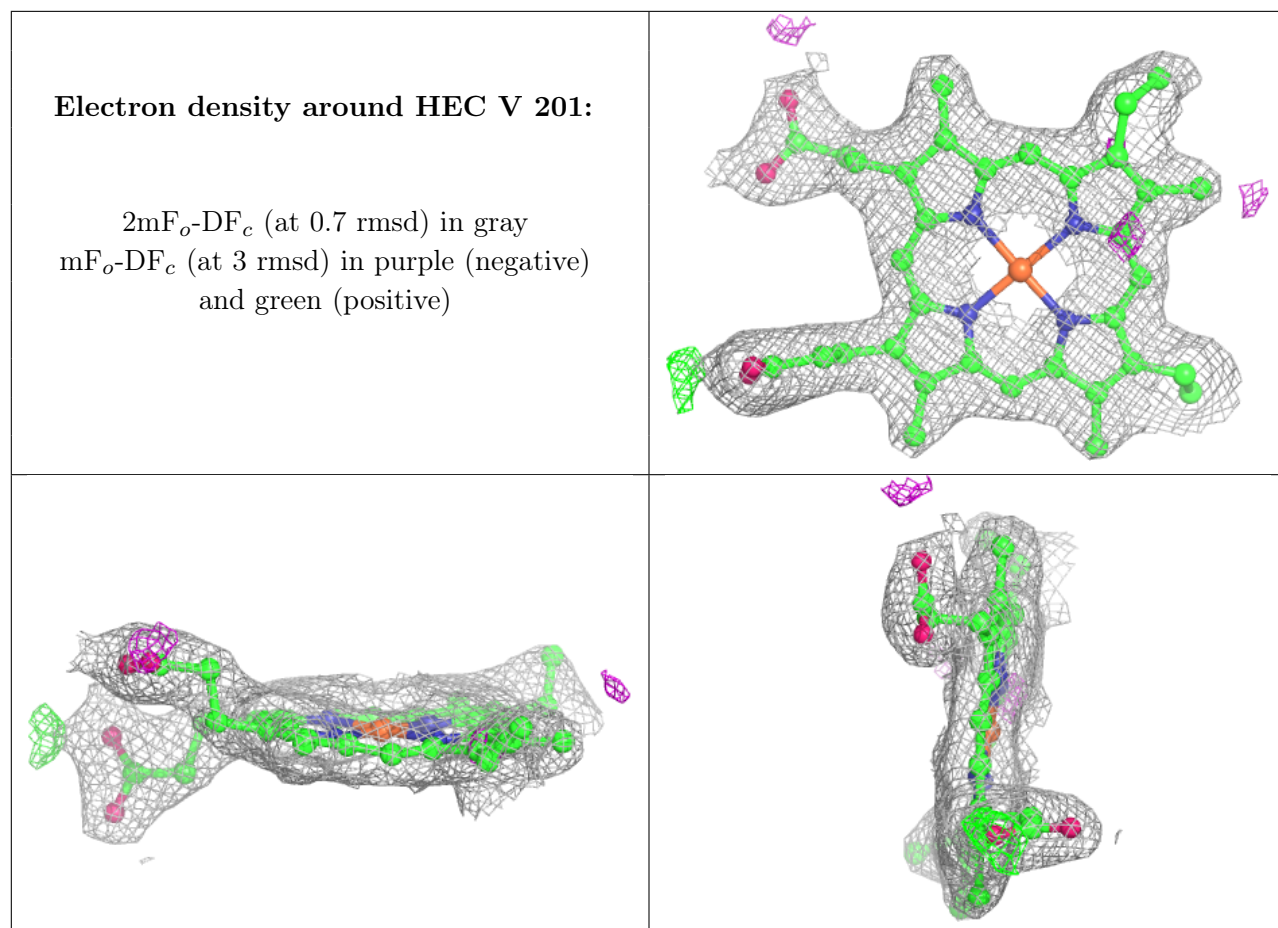 Electron density around HEC V 201:
2mFo-DFc (at 0.7 rmsd) in gray
mFo-DFc (at 3 rmsd) in purple (negative)
and green (positive)